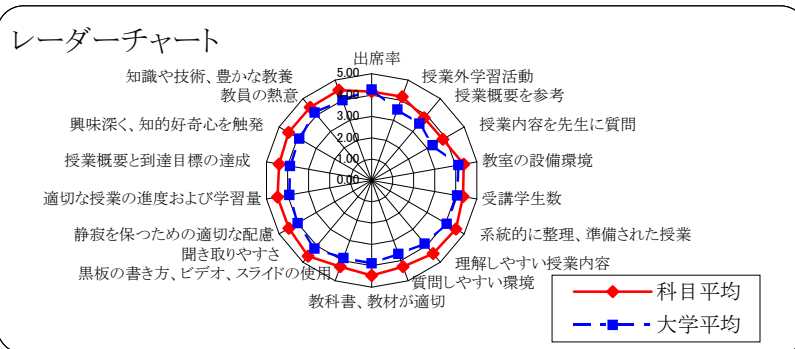 レーダーチャート
出席率
授業外学習活動
授業概要を参考
授業内容を先生に質問
教室の設備環境
受講学生数
系統的に整理、準備された授業
理解しやすい授業内容
質問しやすい環境
教科書、教材が適切
黒板の書き方、ビデオ、スライドの使用
聞き取りやすさ
静寂を保つための適切な配慮
適切な授業の進度および学習量
授業概要と到達目標の達成
興味深く、知的好奇心を触発
教員の熱意
知識や技術、豊かな教養
5.00
4.00
3.00
2.00
1.00
0.00
科目平均
大学平均